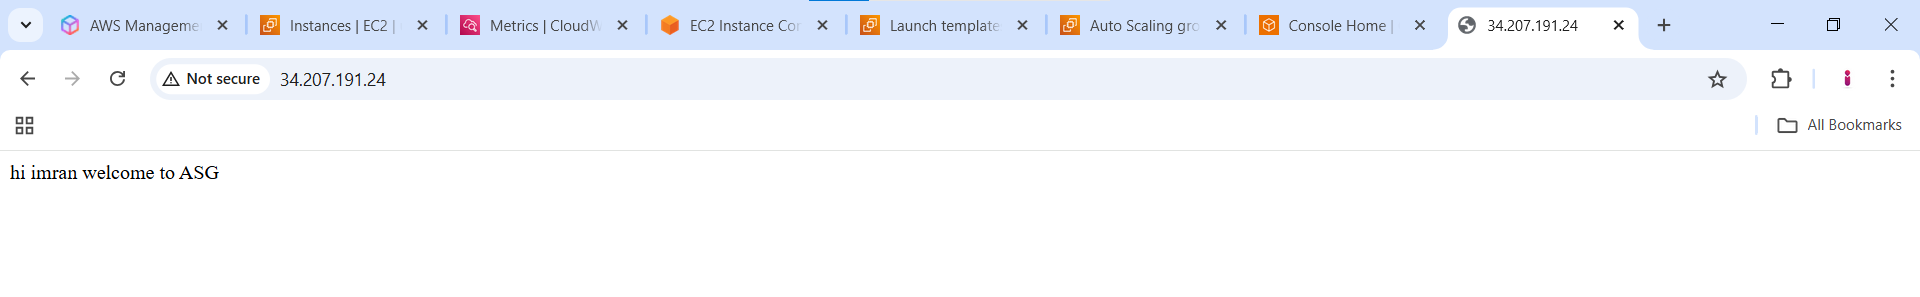 AWS Manageme
Instances | EC2 |
Metrics | CloudW
EC2 Instance Con
Launch template
Auto Scaling gro
Console Home |
34.207.191.24
Not secure
34.207.191.24
All Bookmarks
hi imran welcome to ASG